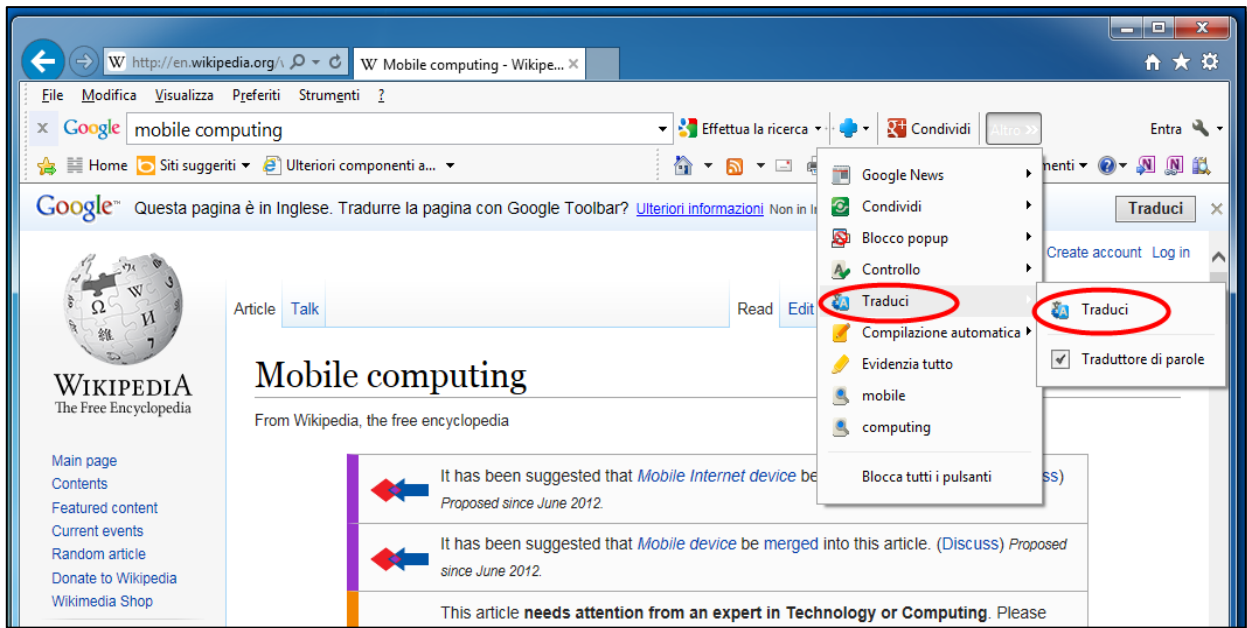 http://en.wikipedia.org/
W Mobile computing - Wikipe...
File Modifica Visualizza Preferiti Strumenti ?
Google mobile computing Effettua la ricerca Condividi Altro » Entra
Home Siti suggeriti Ulteriori componenti a... menti
Google™ Questa pagina è in Inglese. Tradurre la pagina con Google Toolbar? Ulteriori informazioni Non in Traduci
Google News
Condividi
Blocco popup
Controllo
Traduci
Compilazione automatica
Evidenzia tutto
mobile
computing
Blocca tutti i pulsanti
Traduci
Traduttore di parole
Create account Log in
Article Talk Read Edit
WIKIPEDIA
The Free Encyclopedia
Main page
Contents
Featured content
Current events
Random article
Donate to Wikipedia
Wikimedia Shop
Mobile computing
From Wikipedia, the free encyclopedia
It has been suggested that Mobile Internet device be ss)
Proposed since June 2012.
It has been suggested that Mobile device be merged into this article. (Discuss) Proposed
since June 2012.
This article needs attention from an expert in Technology or Computing. Please